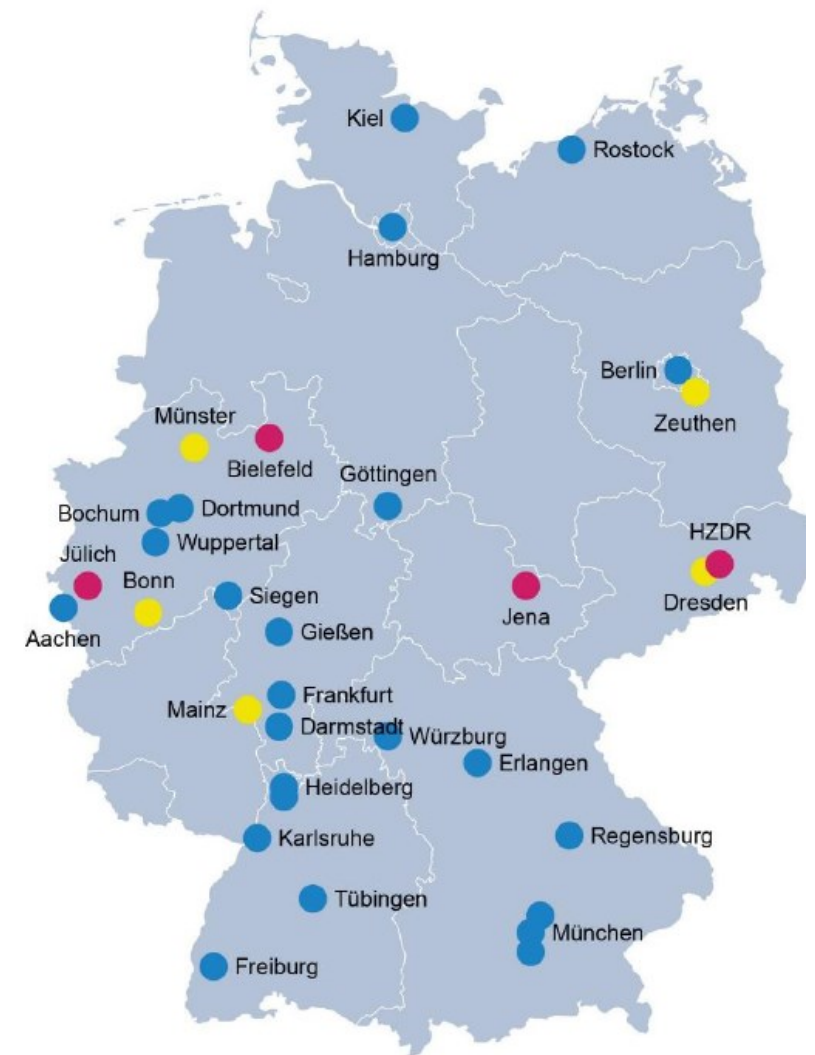 Kiel
Rostock
Hamburg
Berlin
Zeuthen
Münster
Bielefeld
Göttingen
Bochum
Dortmund
Wuppertal
HZDR
Jülich
Bonn
Siegen
Dresden
Jena
Aachen
Gießen
Frankfurt
Mainz
Darmstadt
Würzburg
Erlangen
Heidelberg
Karlsruhe
Regensburg
Tübingen
München
Freiburg